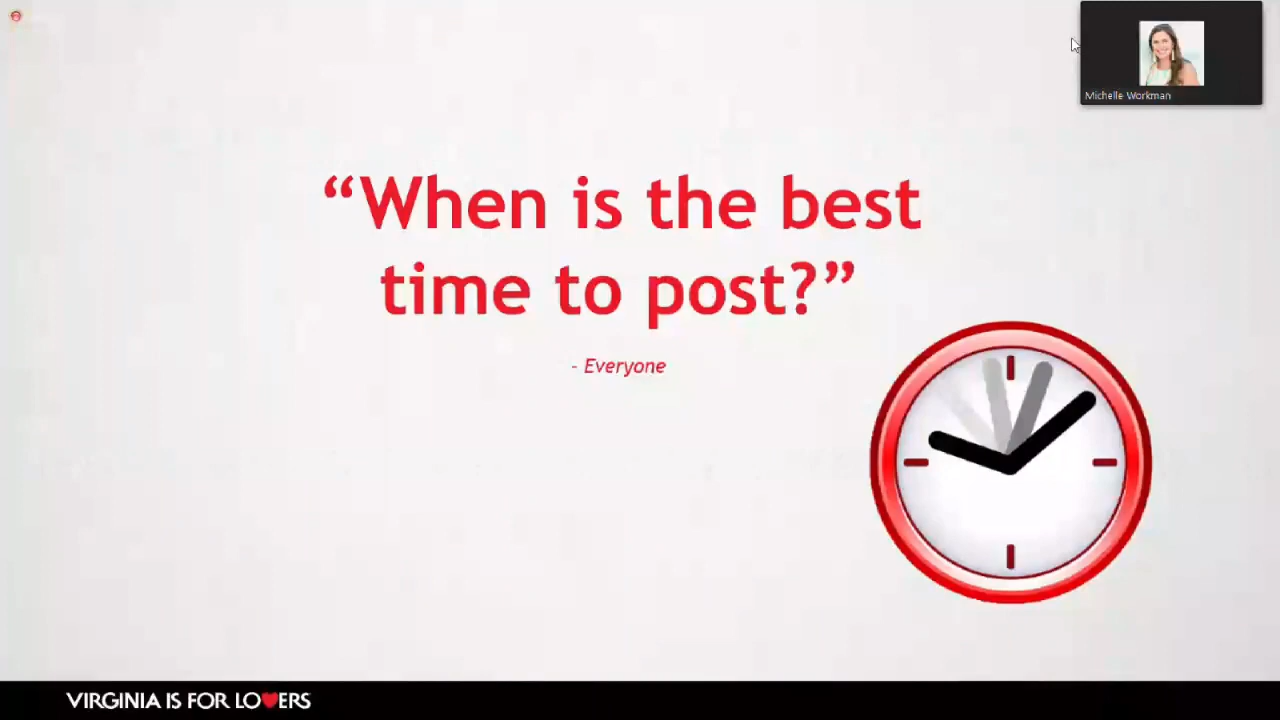 Michelle Workman
“When is the best
time to post?”
- Everyone
VIRGINIA IS FOR LOVERS